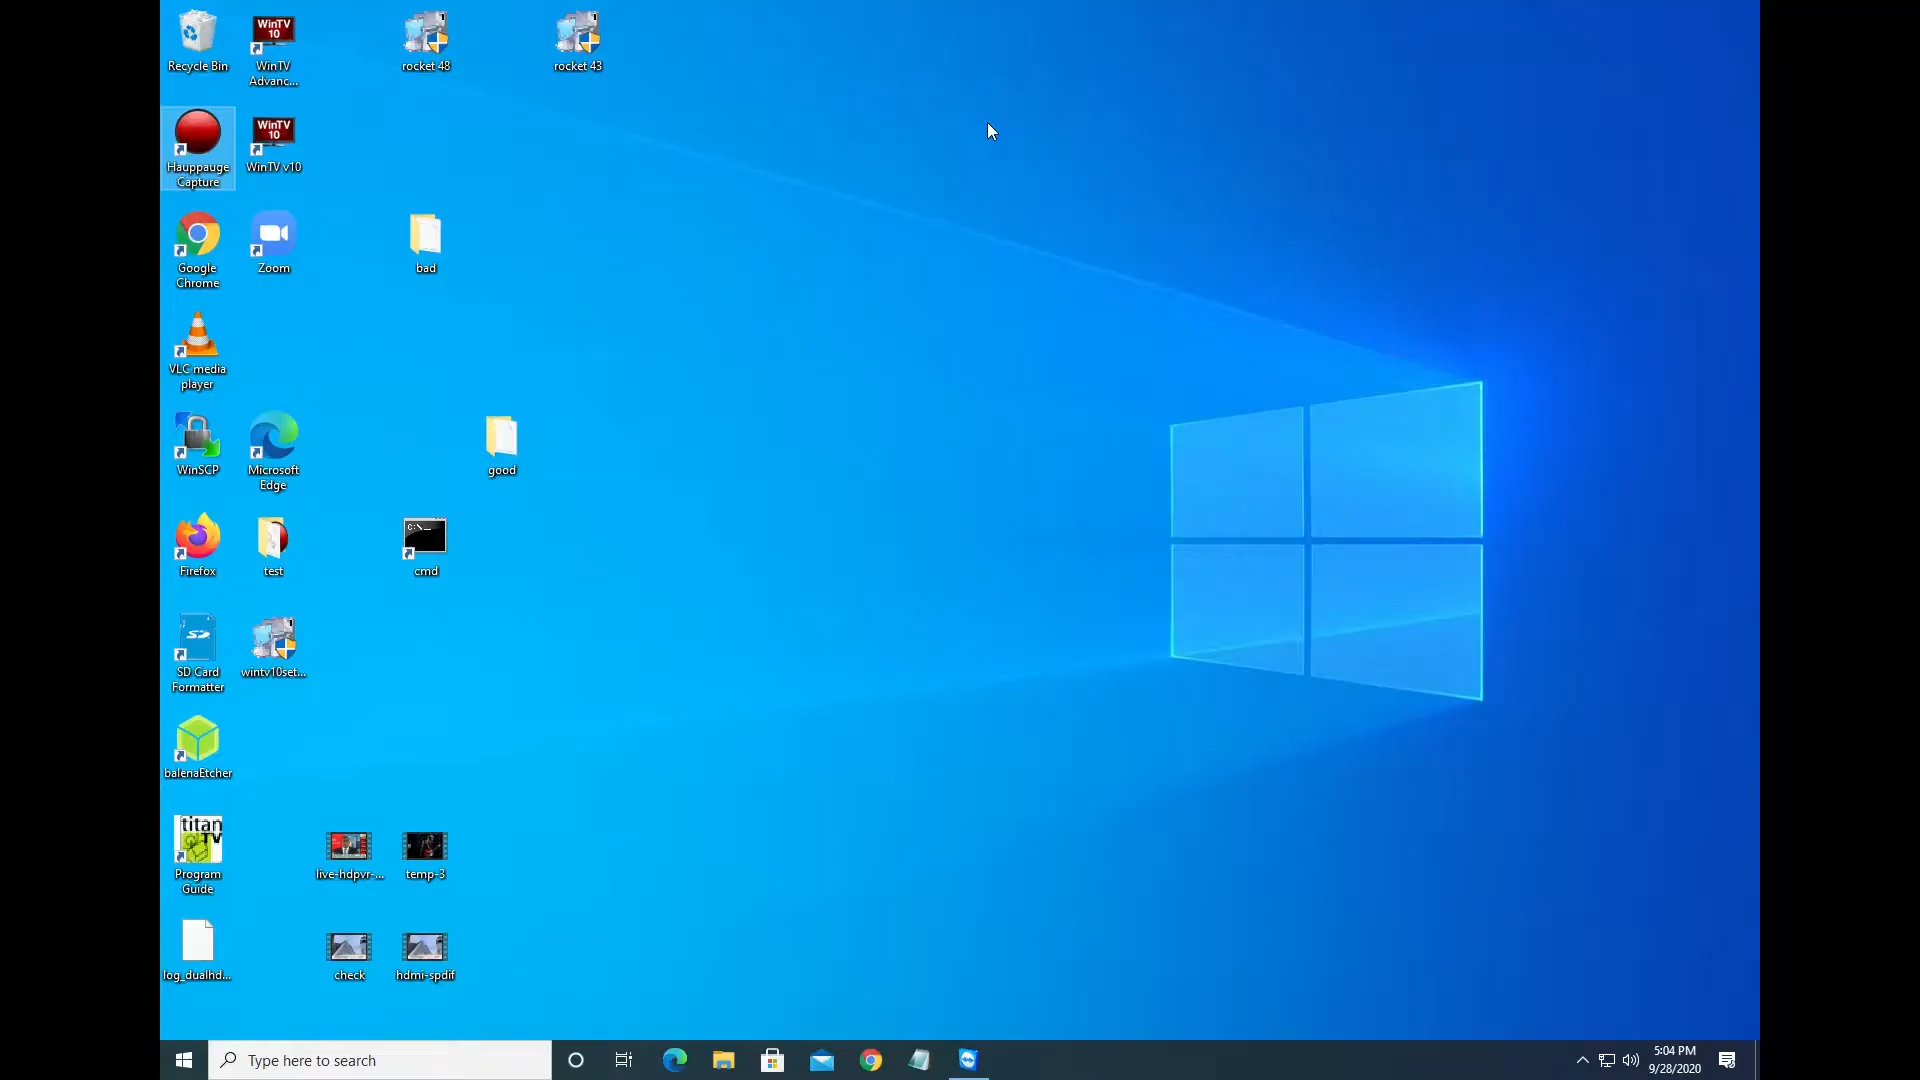 Recycle Bin
WinTV
10
WinTV
Advanc...
rocket 48
rocket 43
Hauppauge
Capture
WinTV
10
WinTV v10
Google
Chrome
Zoom
bad
VLC media
player
WinSCP
Microsoft
Edge
good
Firefox
test
C:\_
cmd
SD
SD Card
Formatter
wintv10set...
balenaEtcher
titan
TV
Program
Guide
live-hdpvr-...
temp-3
log_dualhd...
check
hdmi-spdif
Type here to search
5:04 PM
9/28/2020